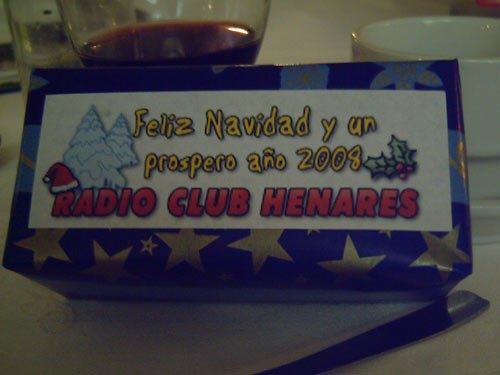 Feliz Navidad y un
prospero año 2008
RADIO CLUB HENARES